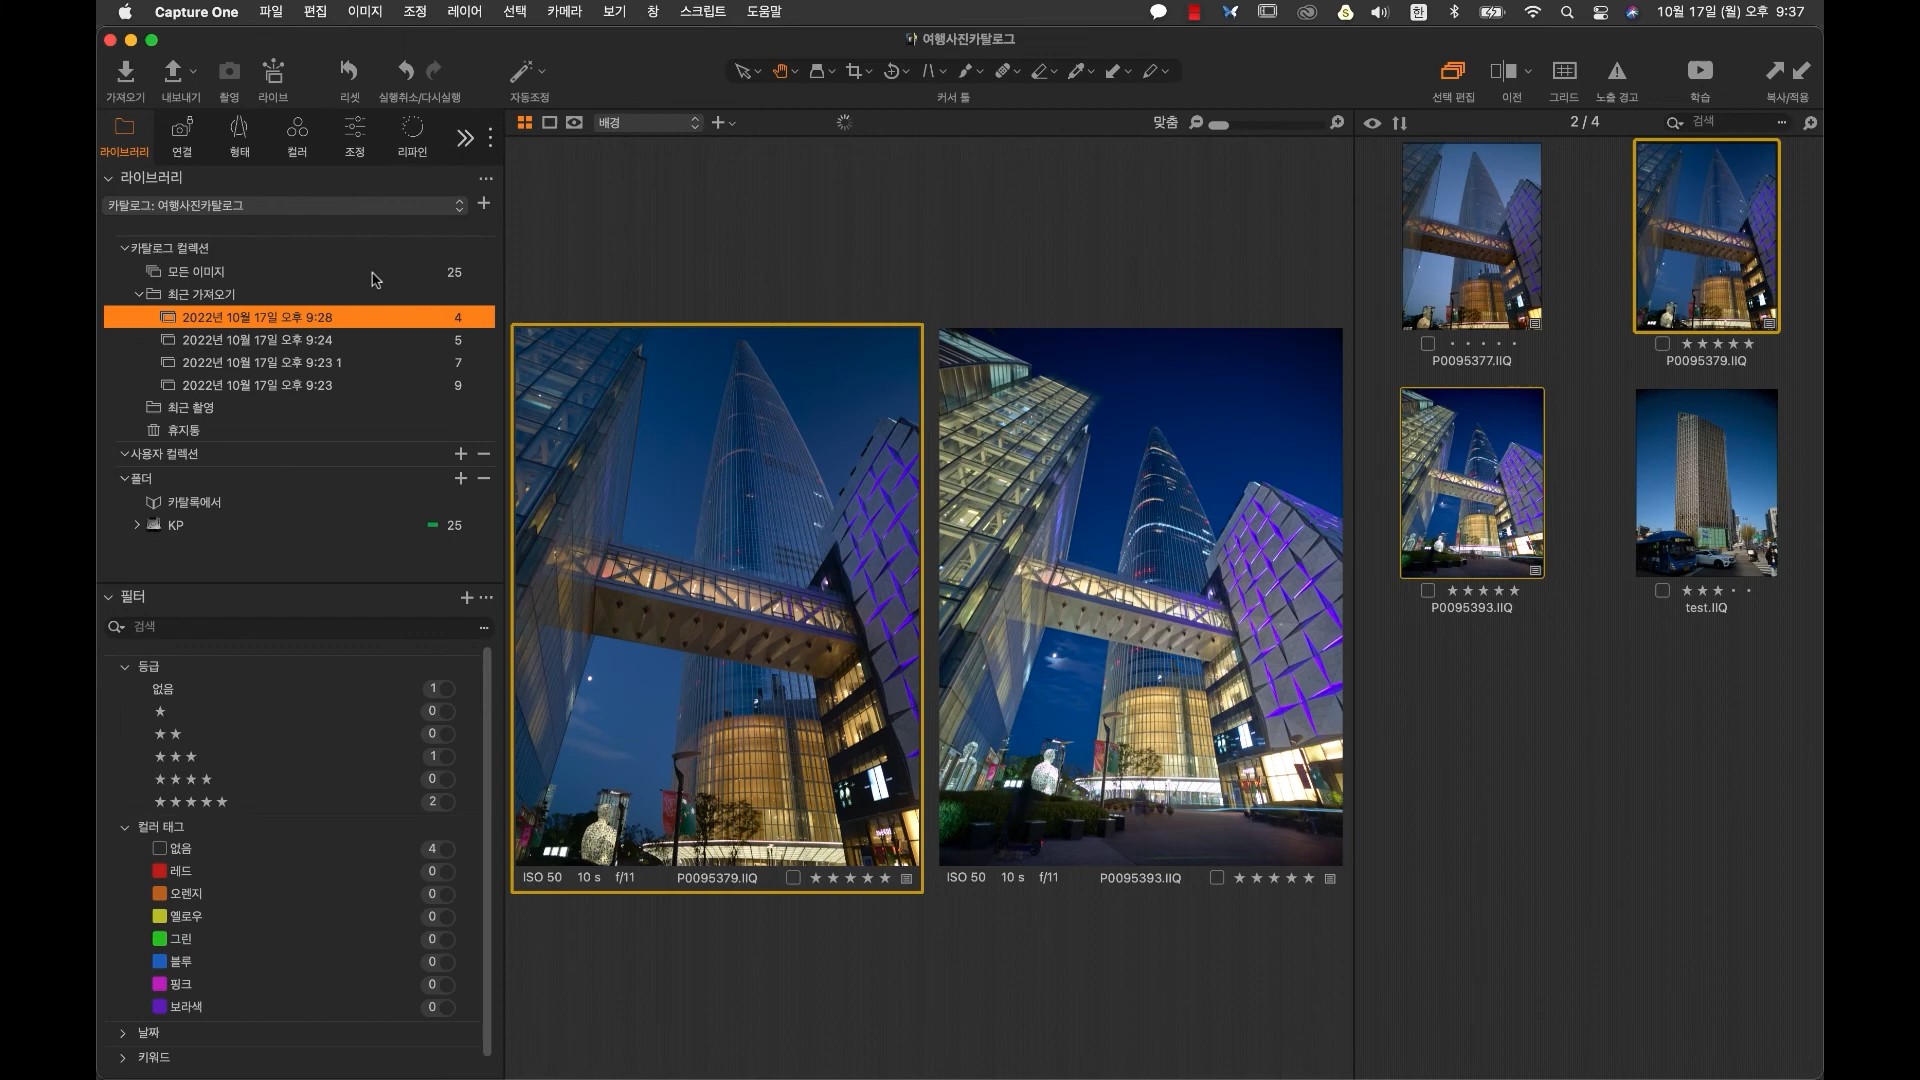 Capture One 파일 편집 이미지 조정 레이어 선택 카메라 보기 창 스크립트 도움말 한 10월 17일 (월) 오후 9:37
여행사진카탈로그
가져오기 내보내기 촬영 라이브 리셋 실행취소/다시실행 자동조정 커서 툴 선택 편집 이전 그리드 노출 경고 학습 복사/적용
라이브러리 연결 형태 컬러 조정 리파인
배경 맞춤 2 / 4 검색
라이브러리
카탈로그: 여행사진카탈로그
카탈로그 컬렉션
모든 이미지 25
최근 가져오기
2022년 10월 17일 오후 9:28 4
2022년 10월 17일 오후 9:24 5
2022년 10월 17일 오후 9:23 1 7
2022년 10월 17일 오후 9:23 9
최근 촬영
휴지통
사용자 컬렉션
폴더
카탈록에서
KP 25
필터
검색
등급
없음 1
★ 0
★★ 0
★★★ 1
★★★★ 0
★★★★★ 2
컬러 태그
없음 4
레드 0
오렌지 0
옐로우 0
그린 0
블루 0
핑크 0
보라색 0
날짜
키워드
ISO 50 10 s f/11 P0095379.IIQ ★★★★★
ISO 50 10 s f/11 P0095393.IIQ ★★★★★
P0095377.IIQ
★★★★★
P0095379.IIQ
★★★★★
P0095393.IIQ
★★★
test.IIQ